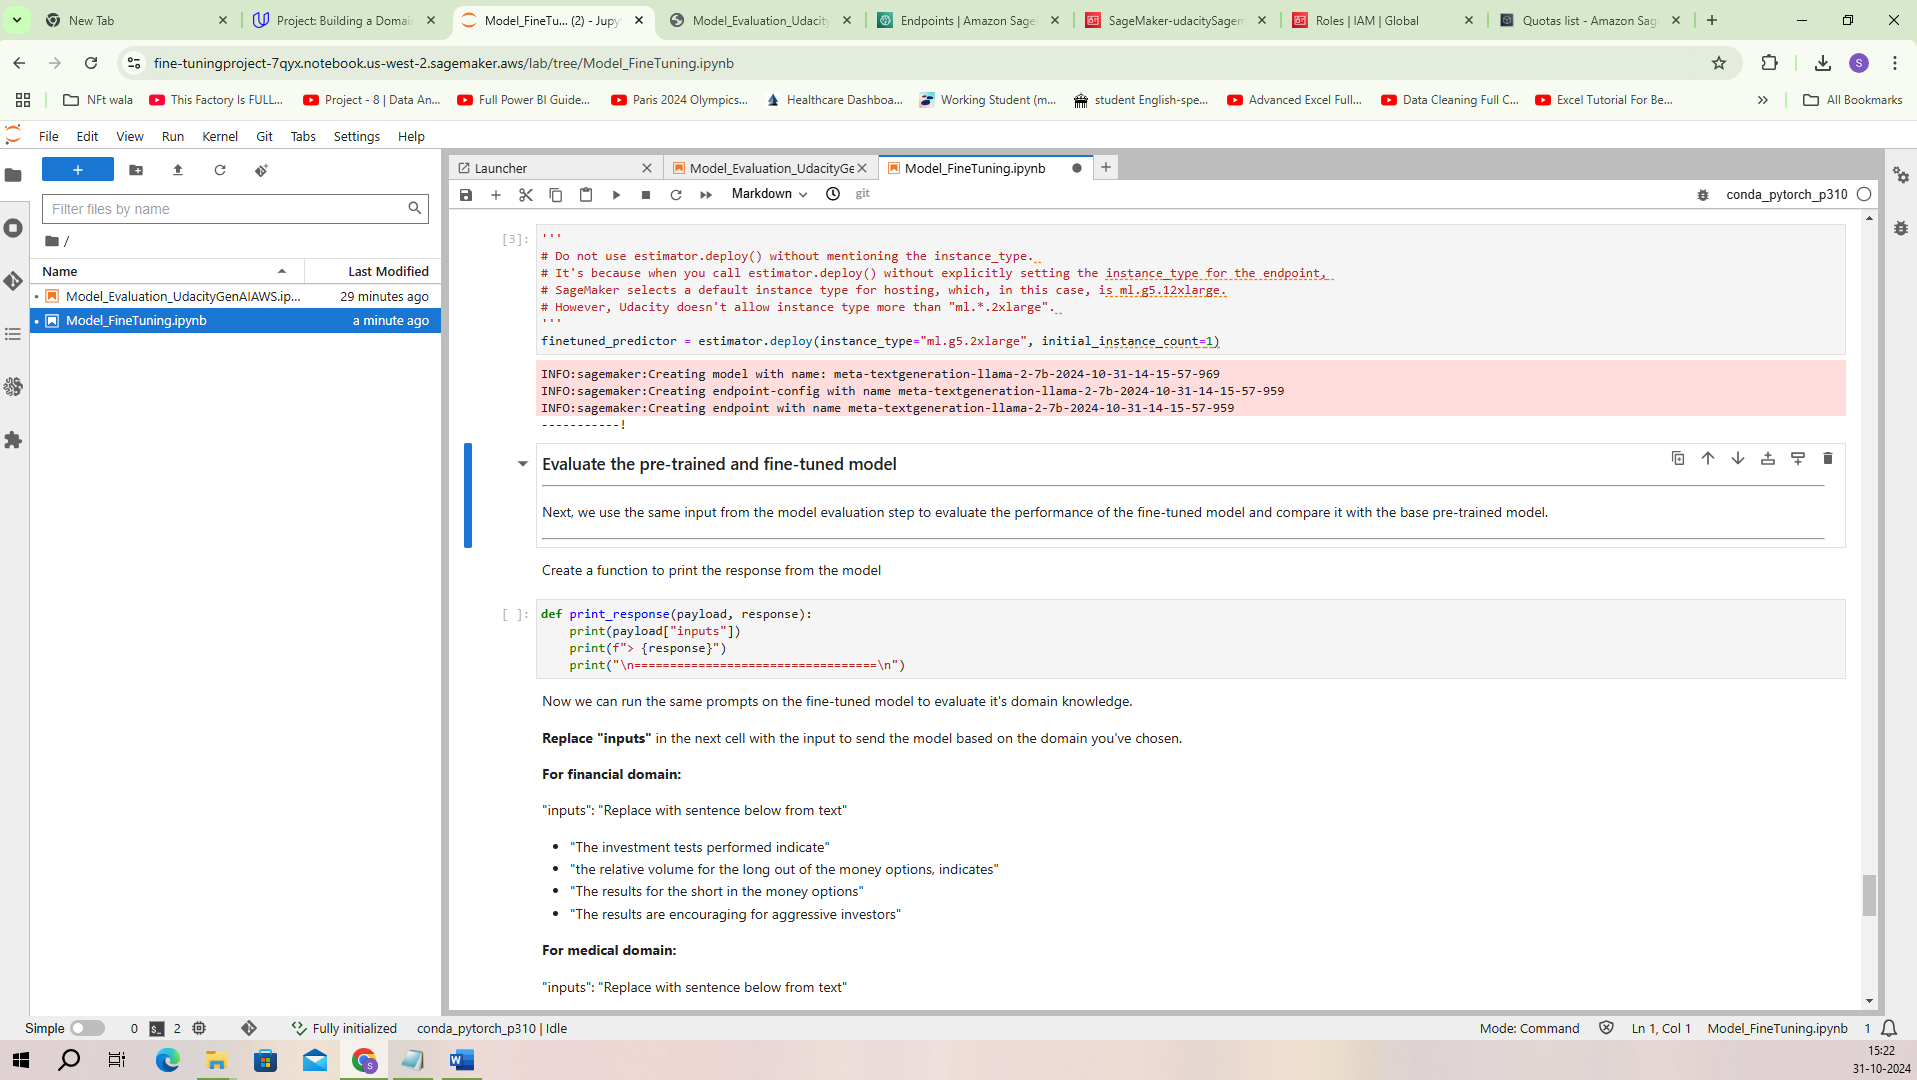 New Tab
Project: Building a Domai
Model_FineTu... (2) - Jupy
Model_Evaluation_Udacity
Endpoints | Amazon Sage
SageMaker-udacitySagem
Roles | IAM | Global
Quotas list - Amazon Sag
fine-tuningproject-7qyx.notebook.us-west-2.sagemaker.aws/lab/tree/Model_FineTuning.ipynb
S
NFt wala
This Factory Is FULL...
Project - 8 | Data An...
Full Power BI Guide...
Paris 2024 Olympics...
Healthcare Dashboa...
Working Student (m...
student English-spe...
Advanced Excel Full...
Data Cleaning Full C...
Excel Tutorial For Be...
All Bookmarks
File Edit View Run Kernel Git Tabs Settings Help
Launcher
Model_Evaluation_UdacityGe
Model_FineTuning.ipynb
Markdown
git
conda_pytorch_p310
Filter files by name
/
Name Last Modified
Model_Evaluation_UdacityGenAIAWS.ip... 29 minutes ago
Model_FineTuning.ipynb a minute ago
[3]:
'''
# Do not use estimator.deploy() without mentioning the instance_type.
# It's because when you call estimator.deploy() without explicitly setting the instance_type for the endpoint,
# SageMaker selects a default instance type for hosting, which, in this case, is ml.g5.12xlarge.
# However, Udacity doesn't allow instance type more than "ml.*.2xlarge".
'''
finetuned_predictor = estimator.deploy(instance_type="ml.g5.2xlarge", initial_instance_count=1)
INFO:sagemaker:Creating model with name: meta-textgeneration-llama-2-7b-2024-10-31-14-15-57-969
INFO:sagemaker:Creating endpoint-config with name meta-textgeneration-llama-2-7b-2024-10-31-14-15-57-959
INFO:sagemaker:Creating endpoint with name meta-textgeneration-llama-2-7b-2024-10-31-14-15-57-959
-----------!
Evaluate the pre-trained and fine-tuned model
Next, we use the same input from the model evaluation step to evaluate the performance of the fine-tuned model and compare it with the base pre-trained model.
Create a function to print the response from the model
[ ]:
def print_response(payload, response):
    print(payload["inputs"])
    print(f"> {response}")
    print("\n==================================\n")
Now we can run the same prompts on the fine-tuned model to evaluate it's domain knowledge.
Replace "inputs" in the next cell with the input to send the model based on the domain you've chosen.
For financial domain:
"inputs": "Replace with sentence below from text"
• "The investment tests performed indicate"
• "the relative volume for the long out of the money options, indicates"
• "The results for the short in the money options"
• "The results are encouraging for aggressive investors"
For medical domain:
"inputs": "Replace with sentence below from text"
Simple 0 2 Fully initialized conda_pytorch_p310 | Idle
Mode: Command Ln 1, Col 1 Model_FineTuning.ipynb 1
15:22
31-10-2024